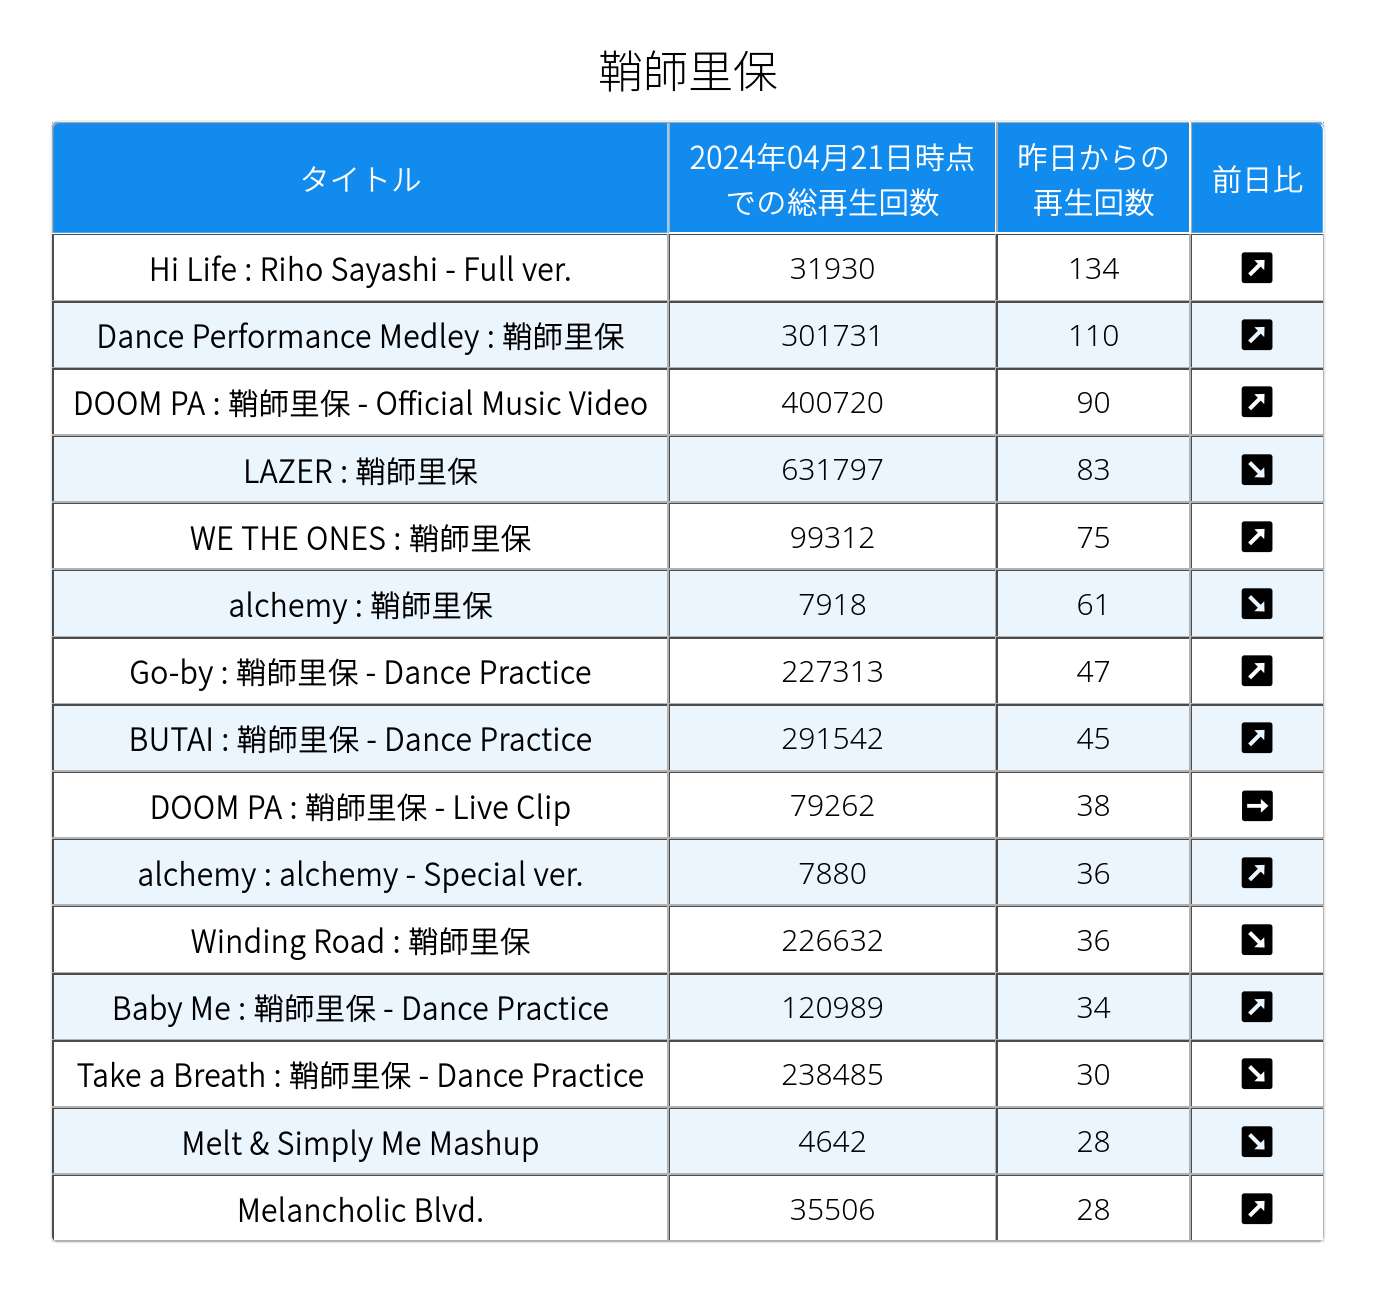 鞘師里保
タイトル
2024年04月21日時点
での総再生回数
昨日からの
再生回数
前日比
Hi Life : Riho Sayashi - Full ver. 31930 134 ↗
Dance Performance Medley : 鞘師里保 301731 110 ↗
DOOM PA : 鞘師里保 - Official Music Video 400720 90 ↗
LAZER : 鞘師里保 631797 83 ↘
WE THE ONES : 鞘師里保 99312 75 ↗
alchemy : 鞘師里保 7918 61 ↘
Go-by : 鞘師里保 - Dance Practice 227313 47 ↗
BUTAI : 鞘師里保 - Dance Practice 291542 45 ↗
DOOM PA : 鞘師里保 - Live Clip 79262 38 →
alchemy : alchemy - Special ver. 7880 36 ↗
Winding Road : 鞘師里保 226632 36 ↘
Baby Me : 鞘師里保 - Dance Practice 120989 34 ↗
Take a Breath : 鞘師里保 - Dance Practice 238485 30 ↘
Melt & Simply Me Mashup 4642 28 ↘
Melancholic Blvd. 35506 28 ↗